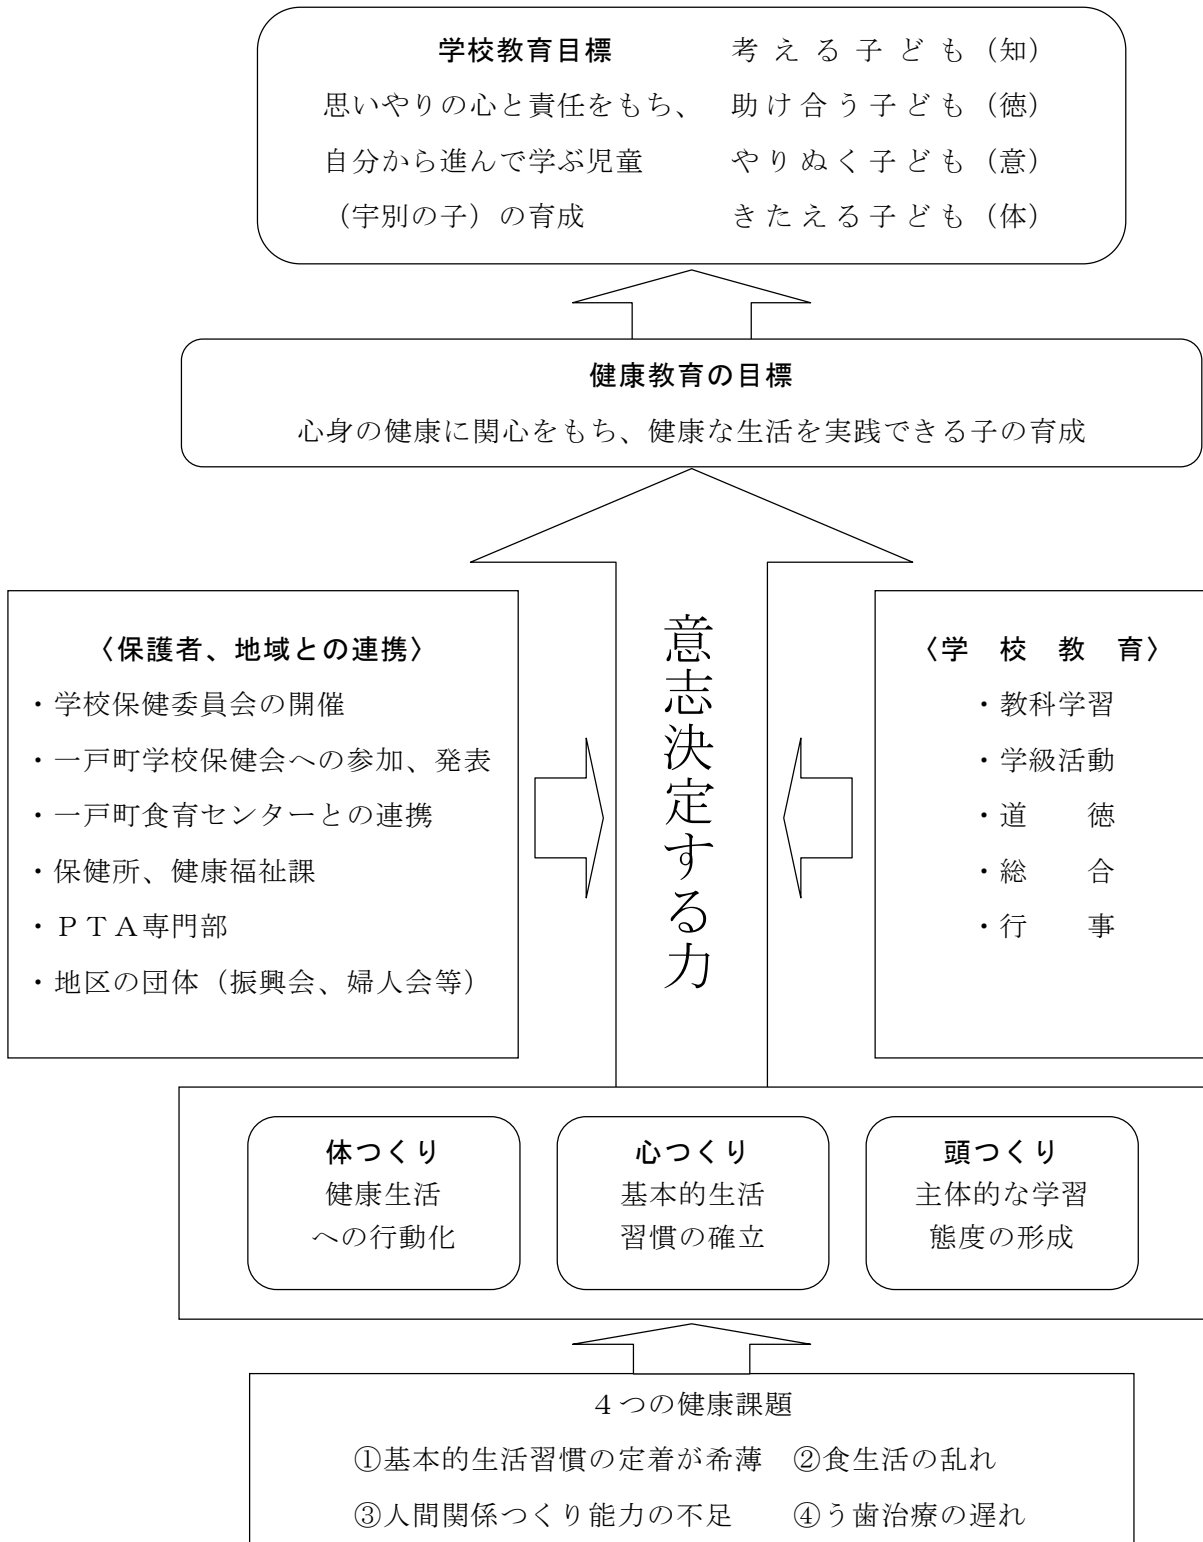 学校教育目標
思いやりの心と責任をもち、
自分から進んで学ぶ児童
（宇別の子）の育成
考える子ども（知）
助け合う子ども（徳）
やりぬく子ども（意）
きたえる子ども（体）
健康教育の目標
心身の健康に関心をもち、健康な生活を実践できる子の育成
〈保護者、地域との連携〉
・学校保健委員会の開催
・一戸町学校保健会への参加、発表
・一戸町食育センターとの連携
・保健所、健康福祉課
・ＰＴＡ専門部
・地区の団体（振興会、婦人会等）
意志決定する力
〈学　校　教　育〉
・教科学習
・学級活動
・道　　徳
・総　　合
・行　　事
体つくり
健康生活
への行動化
心つくり
基本的生活
習慣の確立
頭つくり
主体的な学習
態度の形成
４つの健康課題
①基本的生活習慣の定着が希薄　②食生活の乱れ
③人間関係つくり能力の不足　　④う歯治療の遅れ